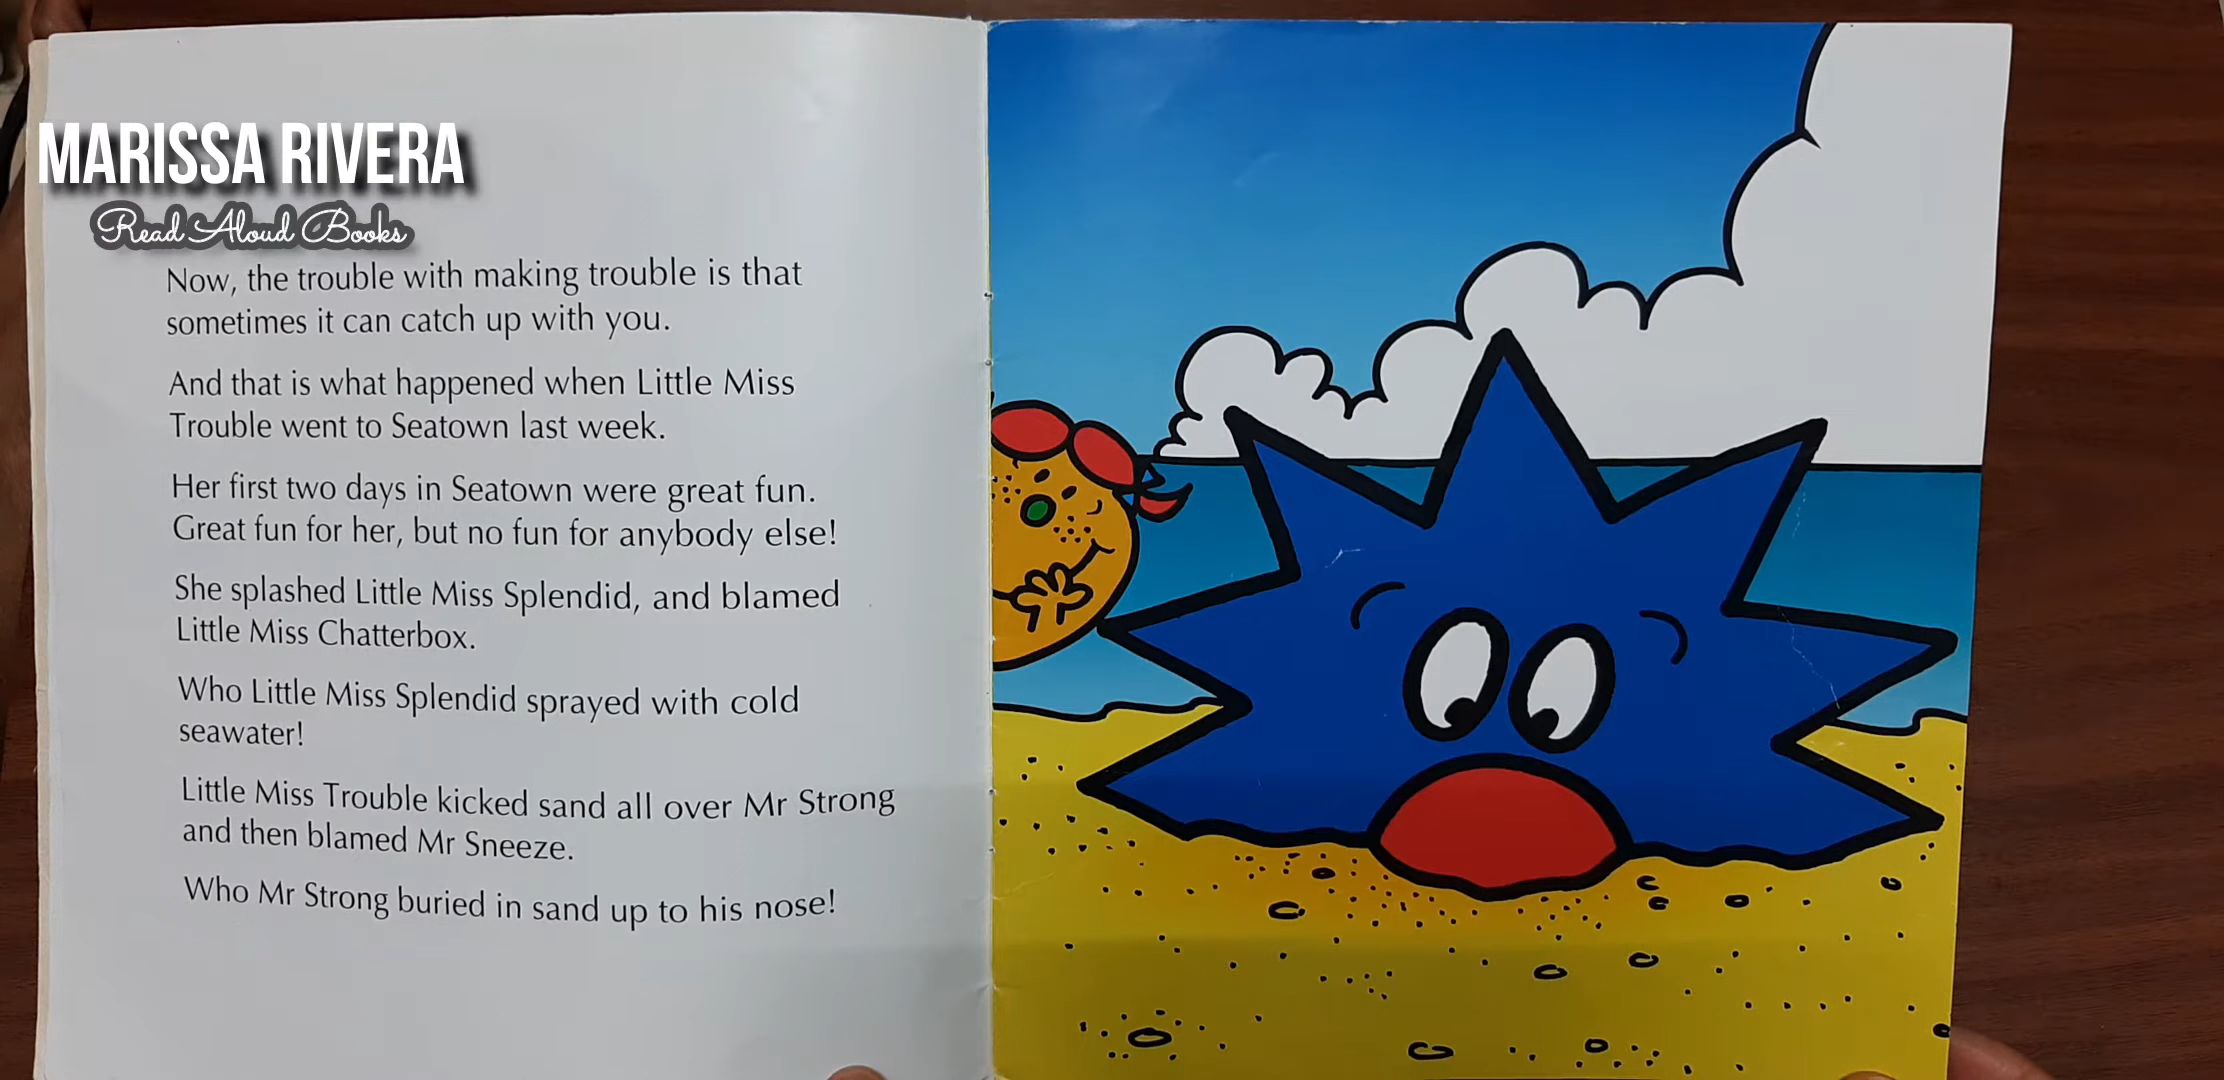 MARISSA RIVERA
Read Aloud Books
Now, the trouble with making trouble is that
sometimes it can catch up with you.
And that is what happened when Little Miss
Trouble went to Seatown last week.
Her first two days in Seatown were great fun.
Great fun for her, but no fun for anybody else!
She splashed Little Miss Splendid, and blamed
Little Miss Chatterbox.
Who Little Miss Splendid sprayed with cold
seawater!
Little Miss Trouble kicked sand all over Mr Strong
and then blamed Mr Sneeze.
Who Mr Strong buried in sand up to his nose!